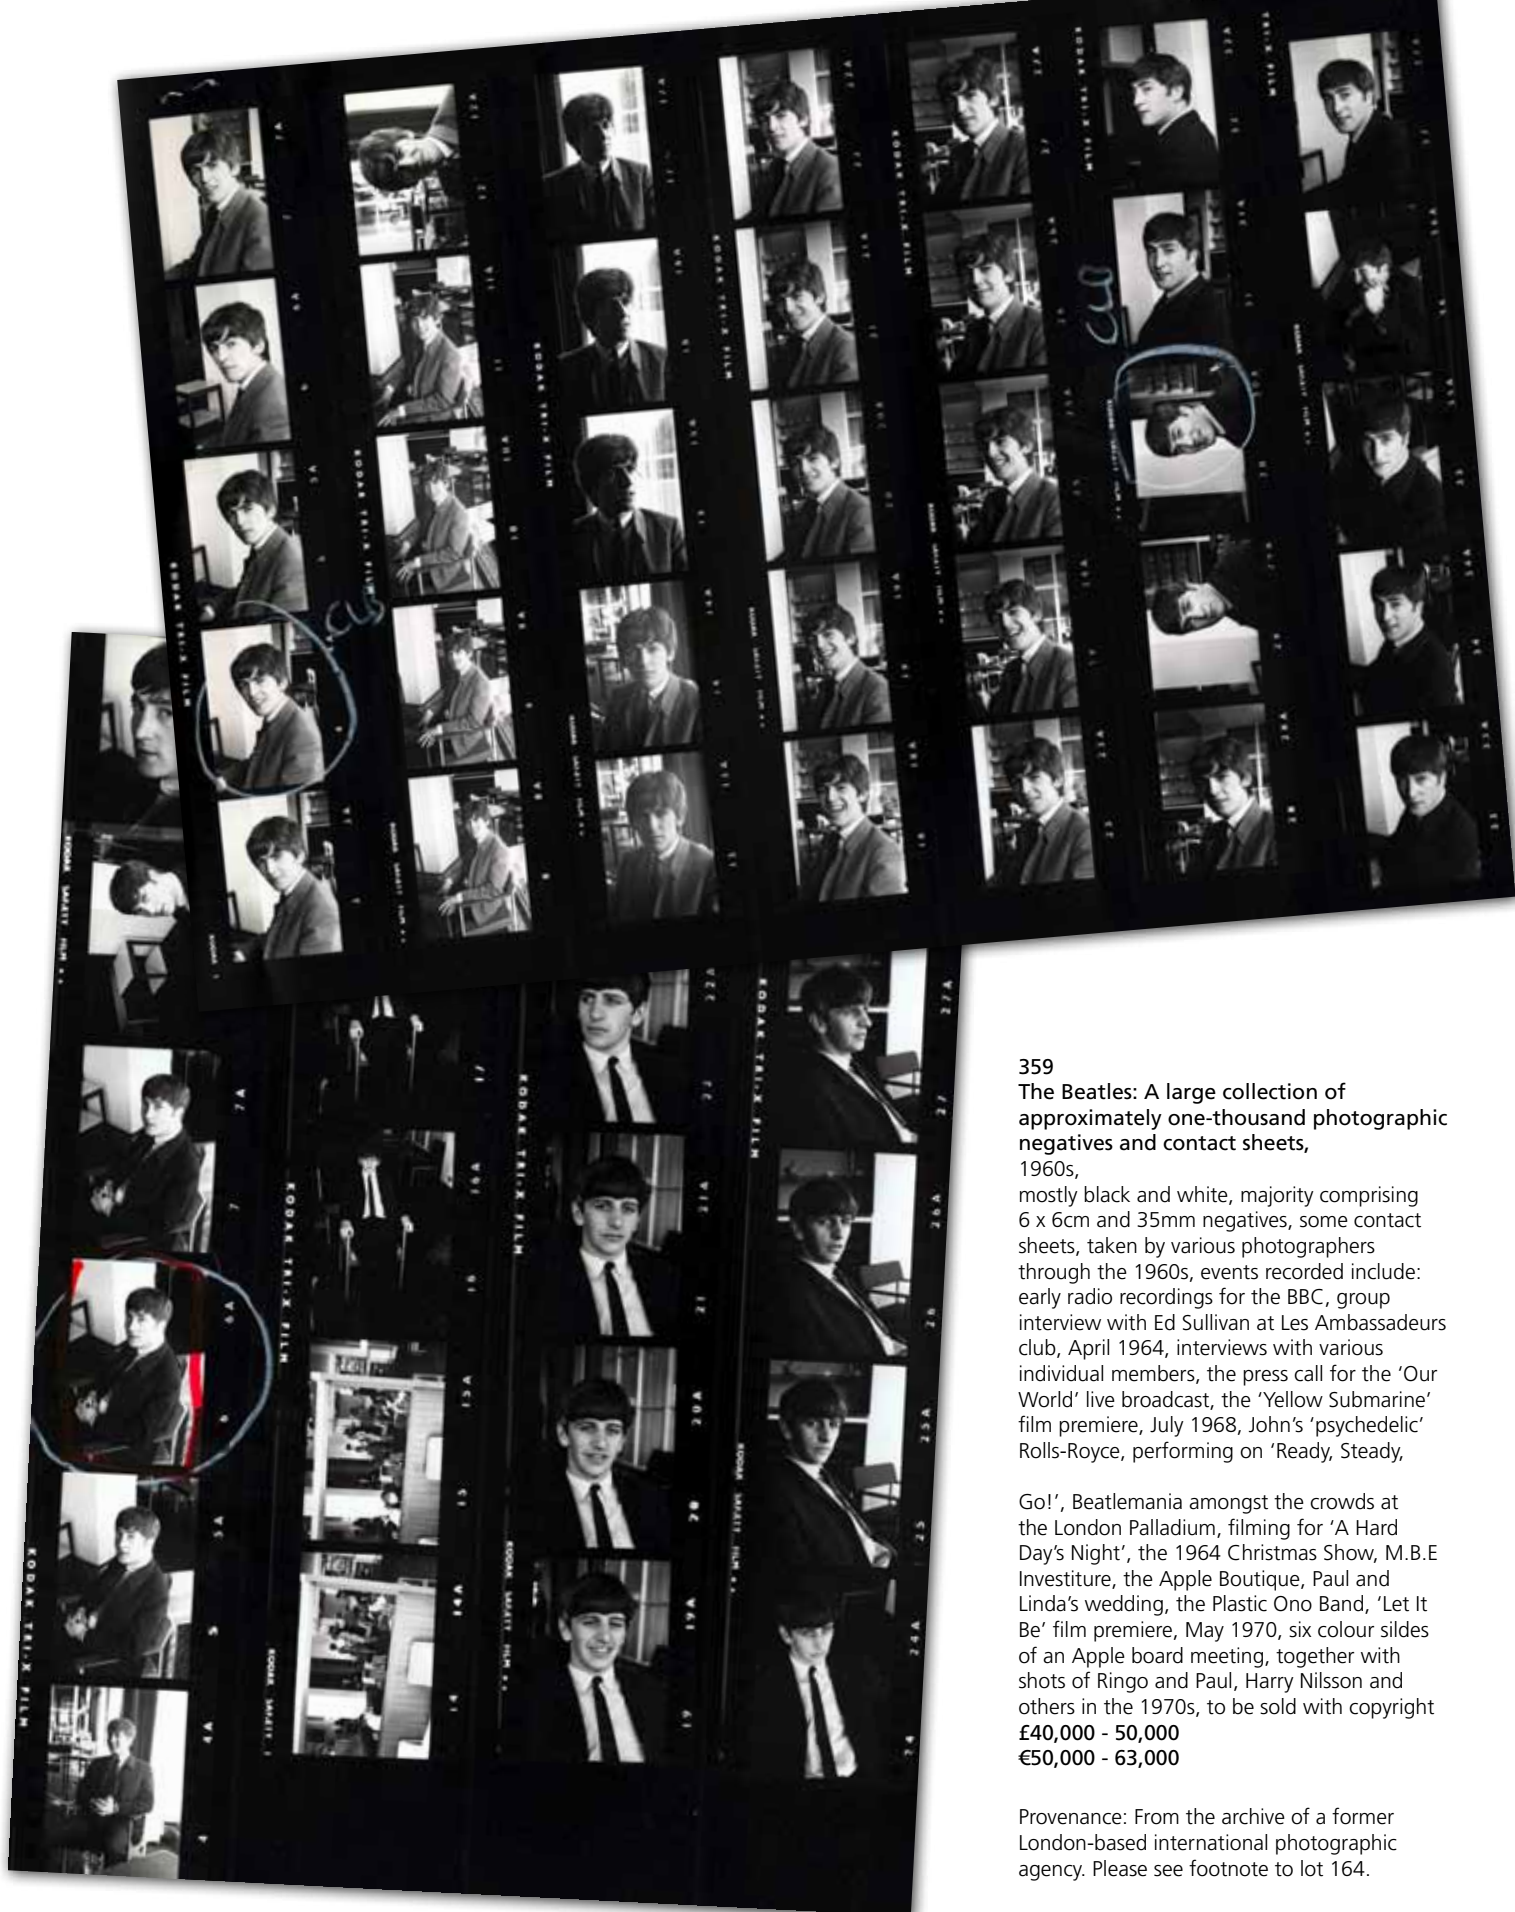 KODAK TRI-X FILM
KODAK SAFETY FILM
CUS
359
The Beatles: A large collection of
approximately one-thousand photographic
negatives and contact sheets,
1960s,
mostly black and white, majority comprising
6 x 6cm and 35mm negatives, some contact
sheets, taken by various photographers
through the 1960s, events recorded include:
early radio recordings for the BBC, group
interview with Ed Sullivan at Les Ambassadeurs
club, April 1964, interviews with various
individual members, the press call for the ‘Our
World’ live broadcast, the ‘Yellow Submarine’
film premiere, July 1968, John’s ‘psychedelic’
Rolls-Royce, performing on ‘Ready, Steady,
Go!’, Beatlemania amongst the crowds at
the London Palladium, filming for ‘A Hard
Day’s Night’, the 1964 Christmas Show, M.B.E
Investiture, the Apple Boutique, Paul and
Linda’s wedding, the Plastic Ono Band, ‘Let It
Be’ film premiere, May 1970, six colour sildes
of an Apple board meeting, together with
shots of Ringo and Paul, Harry Nilsson and
others in the 1970s, to be sold with copyright
£40,000 - 50,000
€50,000 - 63,000
Provenance: From the archive of a former
London-based international photographic
agency. Please see footnote to lot 164.